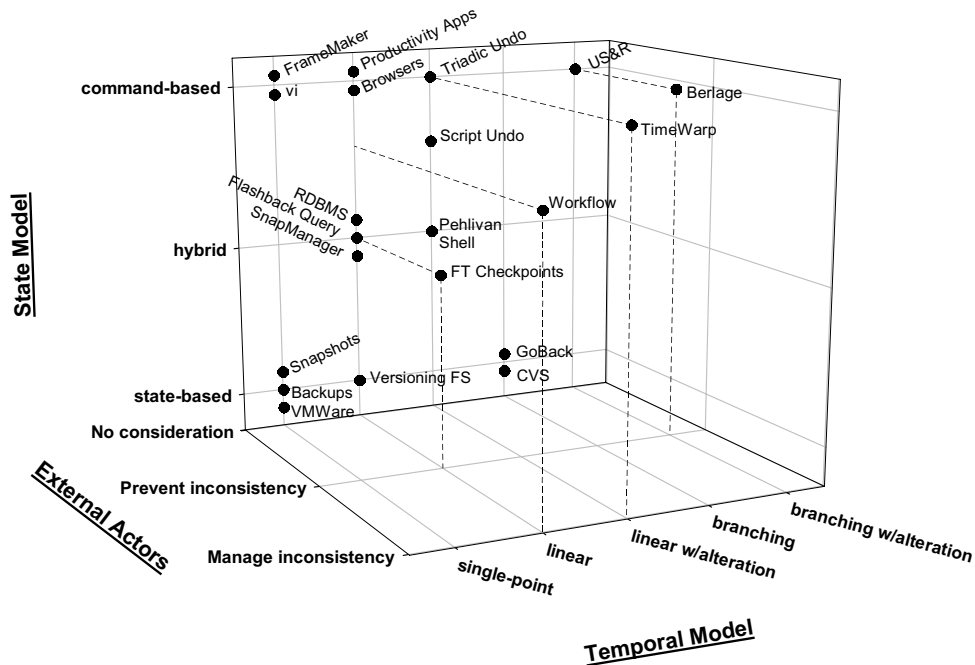 FrameMaker
Productivity Apps
Triadic Undo
US&R
command-based
vi
Browsers
Berlage
TimeWarp
Script Undo
State Model
RDBMS
Flashback Query
SnapManager
Workflow
Pehlivan
Shell
hybrid
FT Checkpoints
Snapshots
GoBack
Versioning FS
CVS
state-based
Backups
VMWare
No consideration
External Actors
Prevent inconsistency
Manage inconsistency
single-point
linear
linear w/alteration
branching
branching w/alteration
Temporal Model